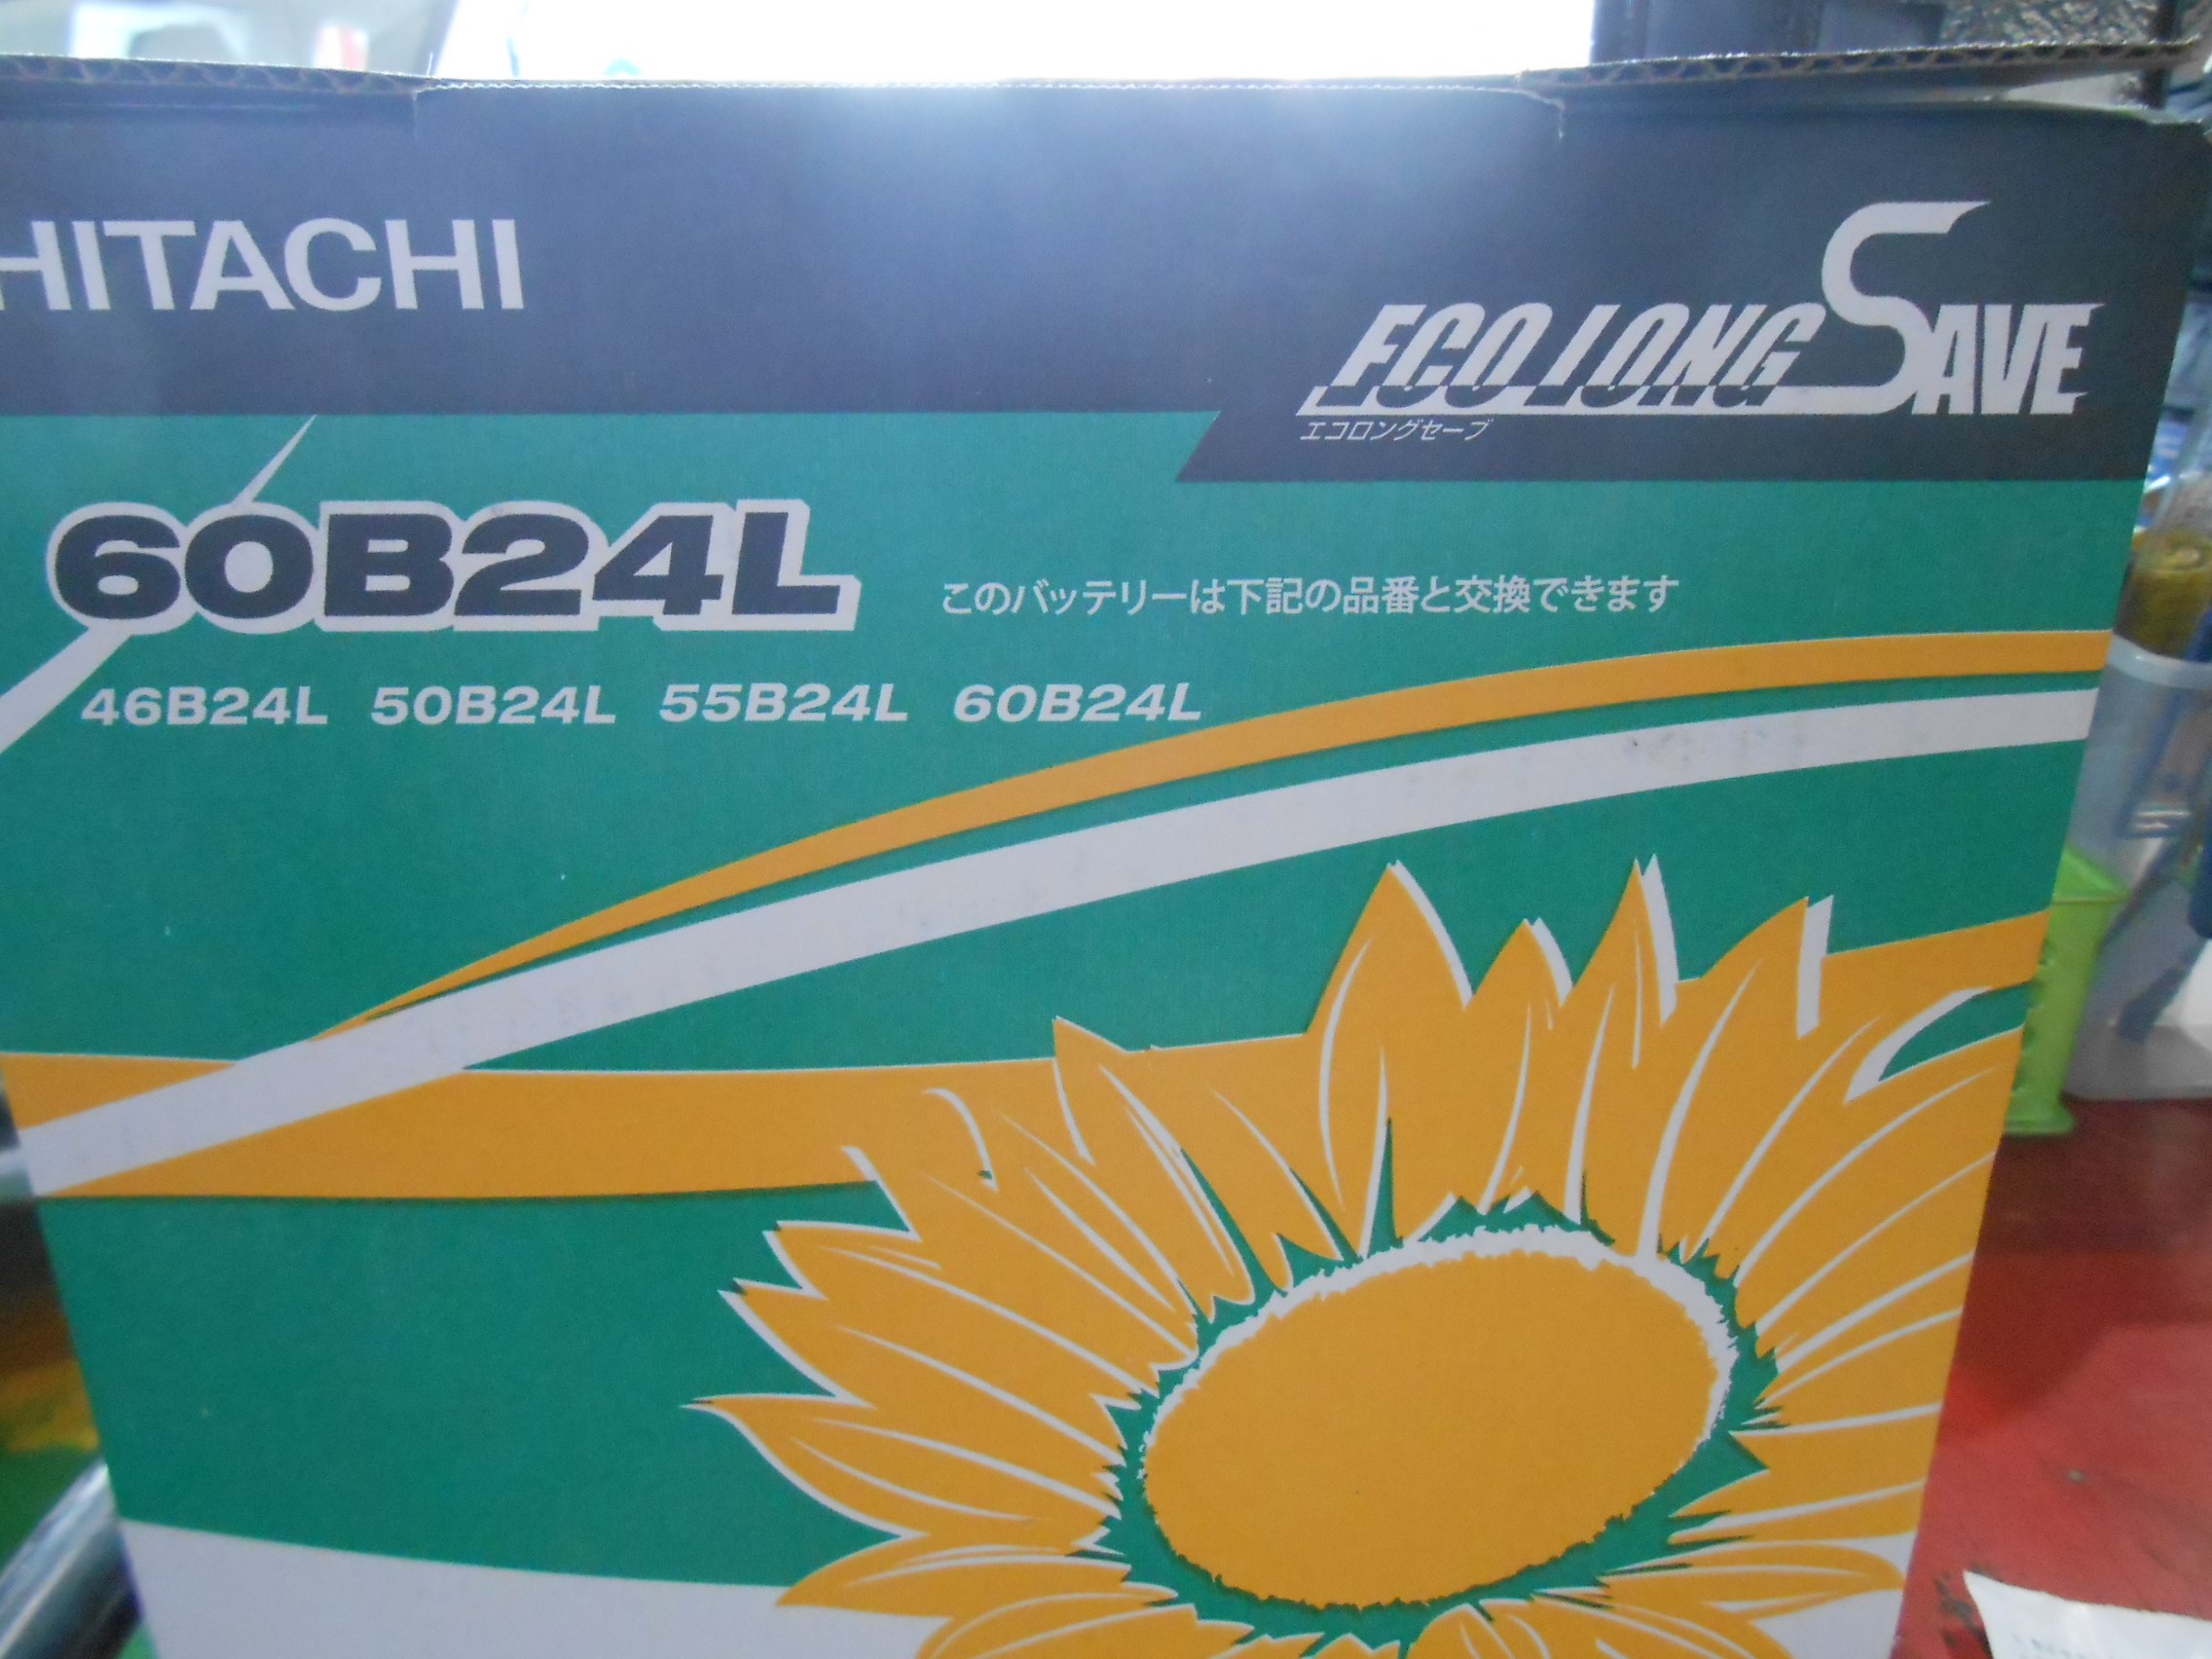 HITACHI
ECO LONG SAVE
エコロングセーブ
60B24L
このバッテリーは下記の品番と交換できます
46B24L 50B24L 55B24L 60B24L